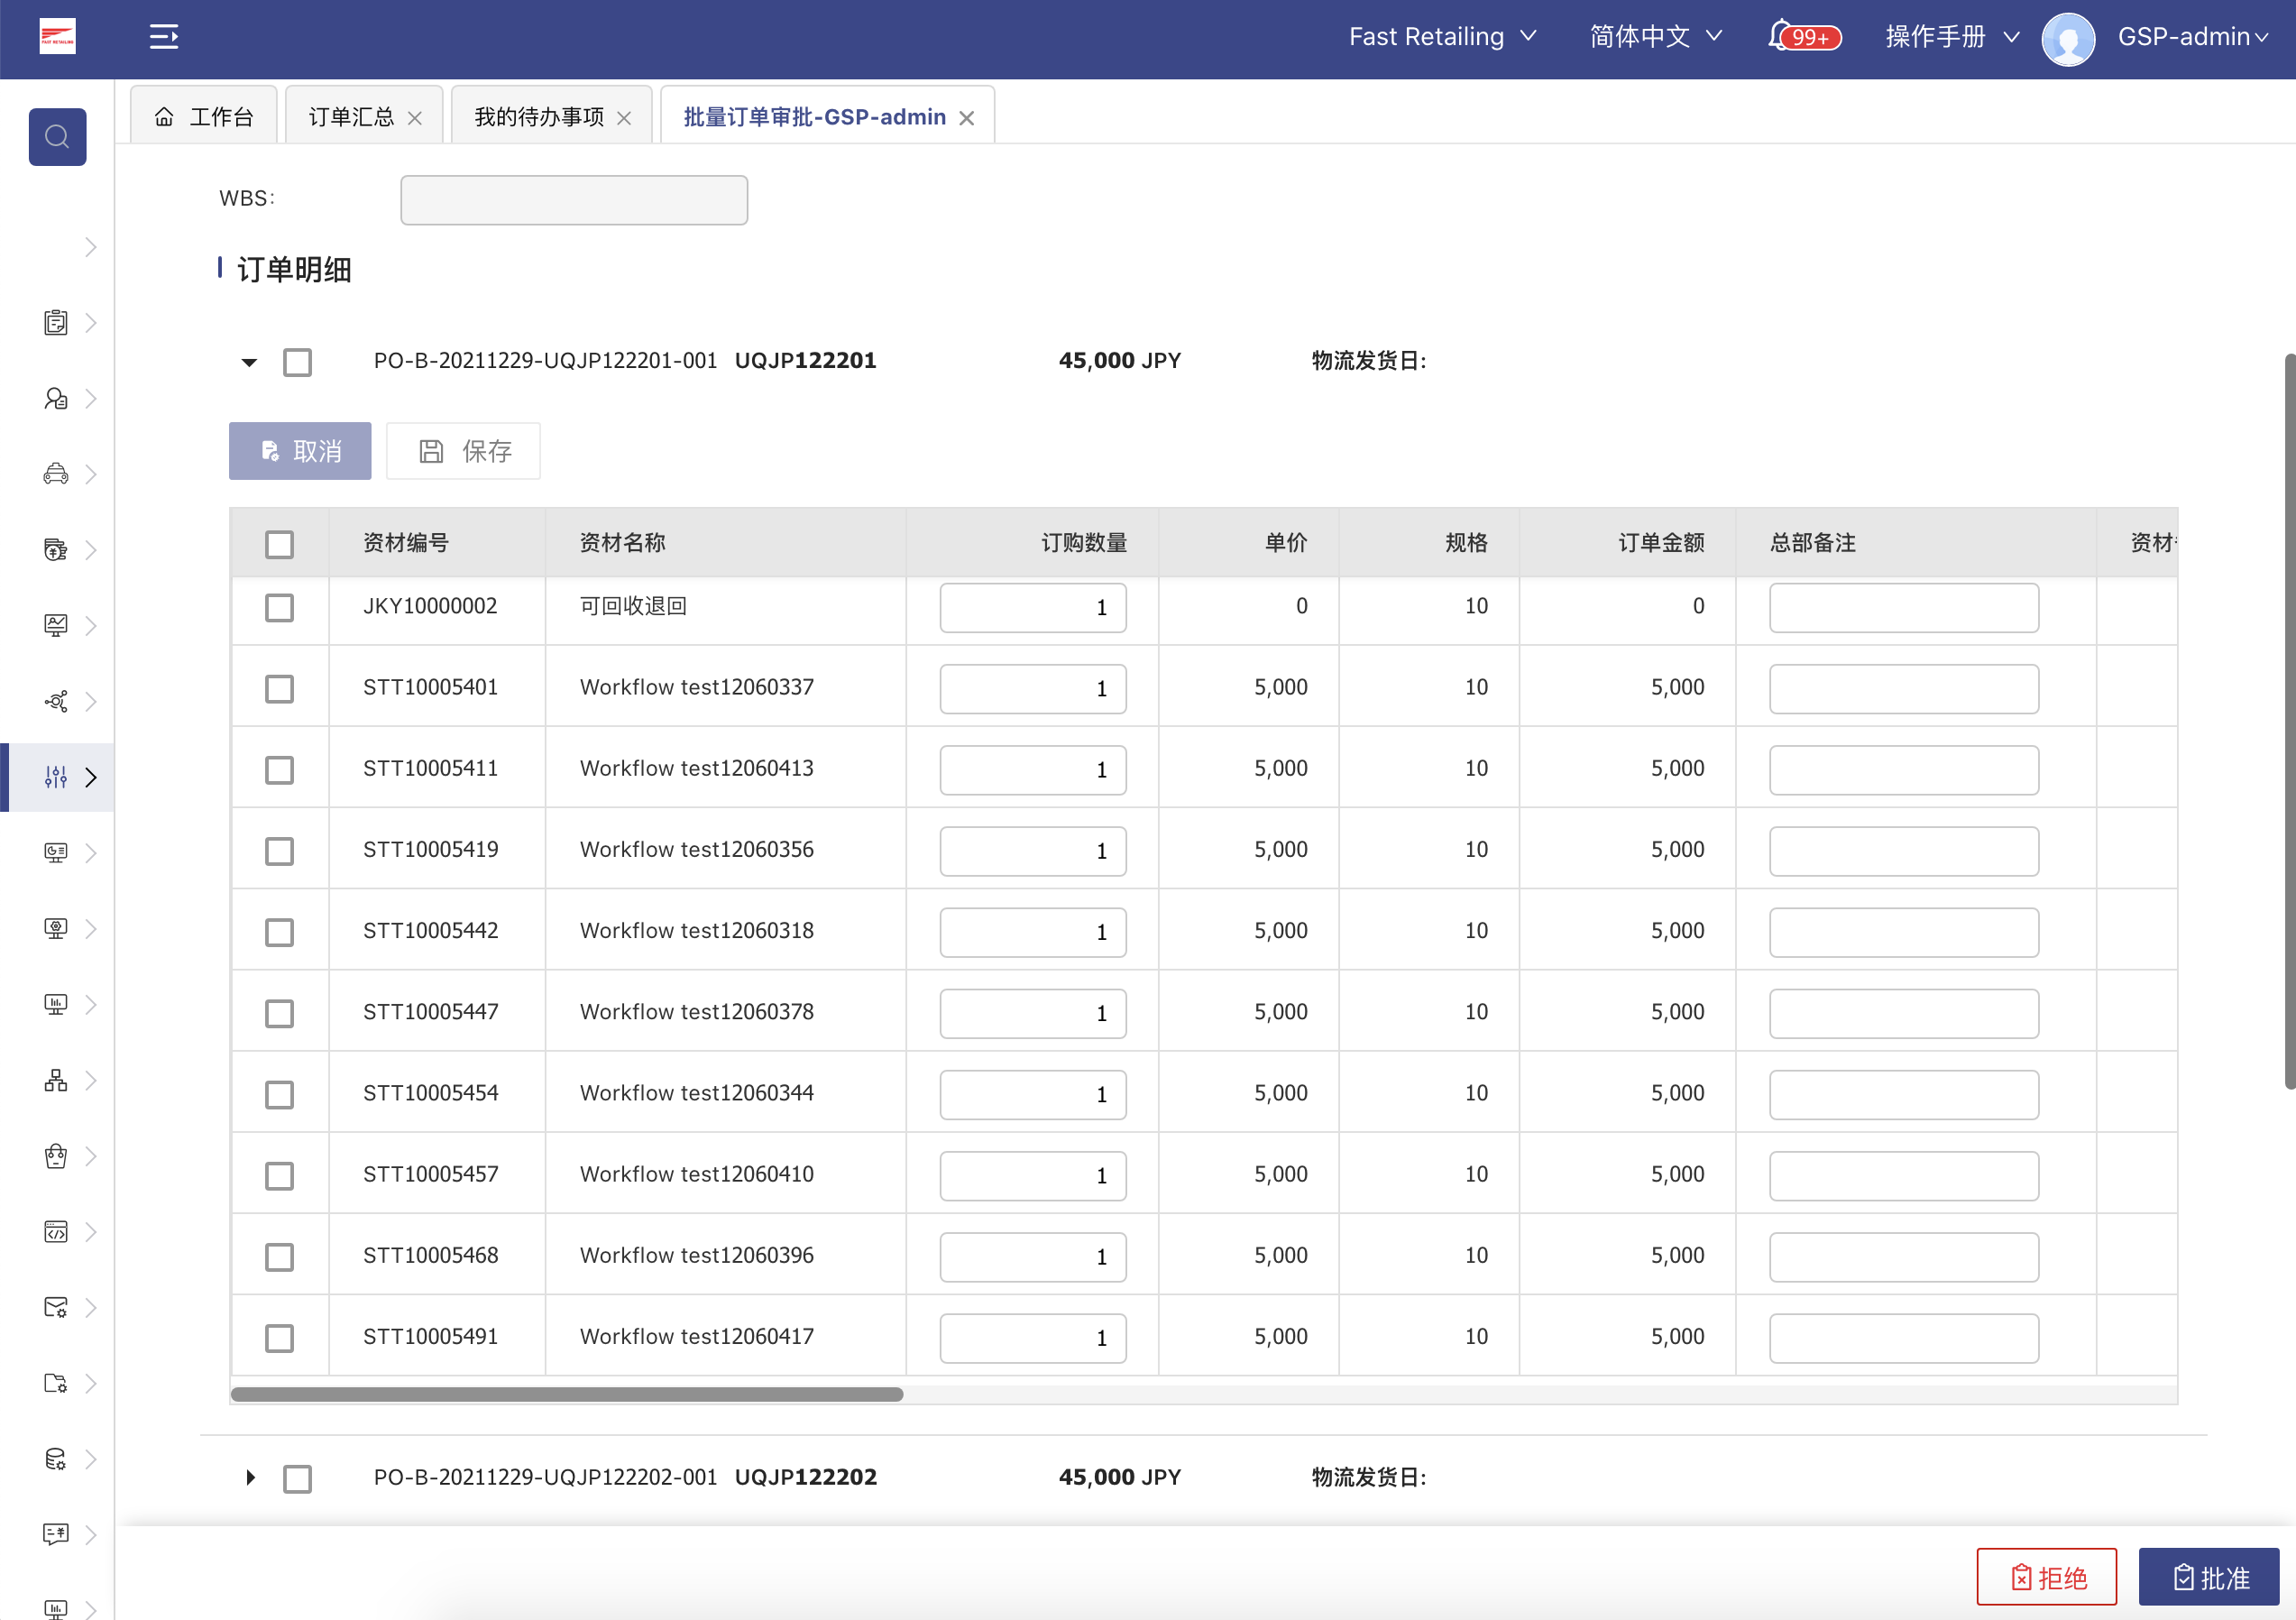 FAST RETAILING
Fast Retailing 简体中文 99+ 操作手册 GSP-admin
工作台 订单汇总 我的待办事项 批量订单审批-GSP-admin
WBS:
订单明细
PO-B-20211229-UQJP122201-001 UQJP122201 45,000 JPY 物流发货日:
取消 保存
资材编号 资材名称 订购数量 单价 规格 订单金额 总部备注 资材
JKY10000002 可回收退回 1 0 10 0
STT10005401 Workflow test12060337 1 5,000 10 5,000
STT10005411 Workflow test12060413 1 5,000 10 5,000
STT10005419 Workflow test12060356 1 5,000 10 5,000
STT10005442 Workflow test12060318 1 5,000 10 5,000
STT10005447 Workflow test12060378 1 5,000 10 5,000
STT10005454 Workflow test12060344 1 5,000 10 5,000
STT10005457 Workflow test12060410 1 5,000 10 5,000
STT10005468 Workflow test12060396 1 5,000 10 5,000
STT10005491 Workflow test12060417 1 5,000 10 5,000
PO-B-20211229-UQJP122202-001 UQJP122202 45,000 JPY 物流发货日:
拒绝 批准